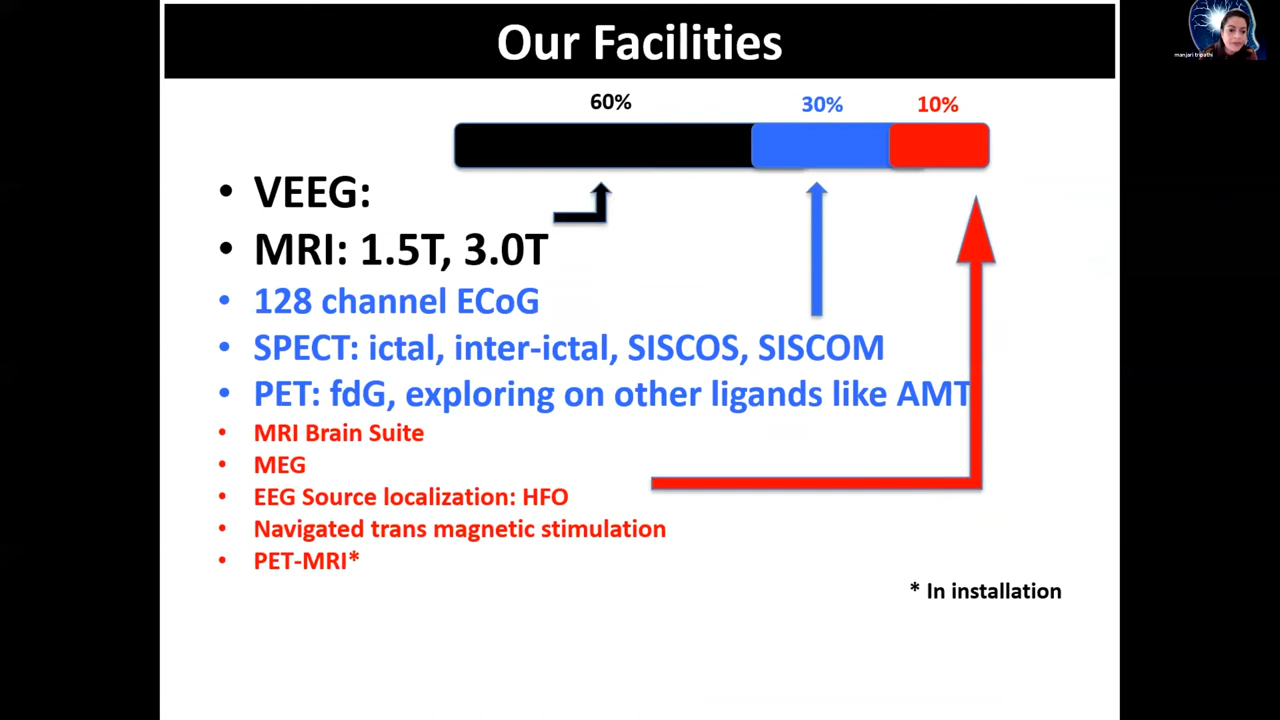 Our Facilities
manjari tripathi
60%
30%
10%
• VEEG:
• MRI: 1.5T, 3.0T
• 128 channel ECoG
• SPECT: ictal, inter-ictal, SISCOS, SISCOM
• PET: fdG, exploring on other ligands like AMT
• MRI Brain Suite
• MEG
• EEG Source localization: HFO
• Navigated trans magnetic stimulation
• PET-MRI*
* In installation